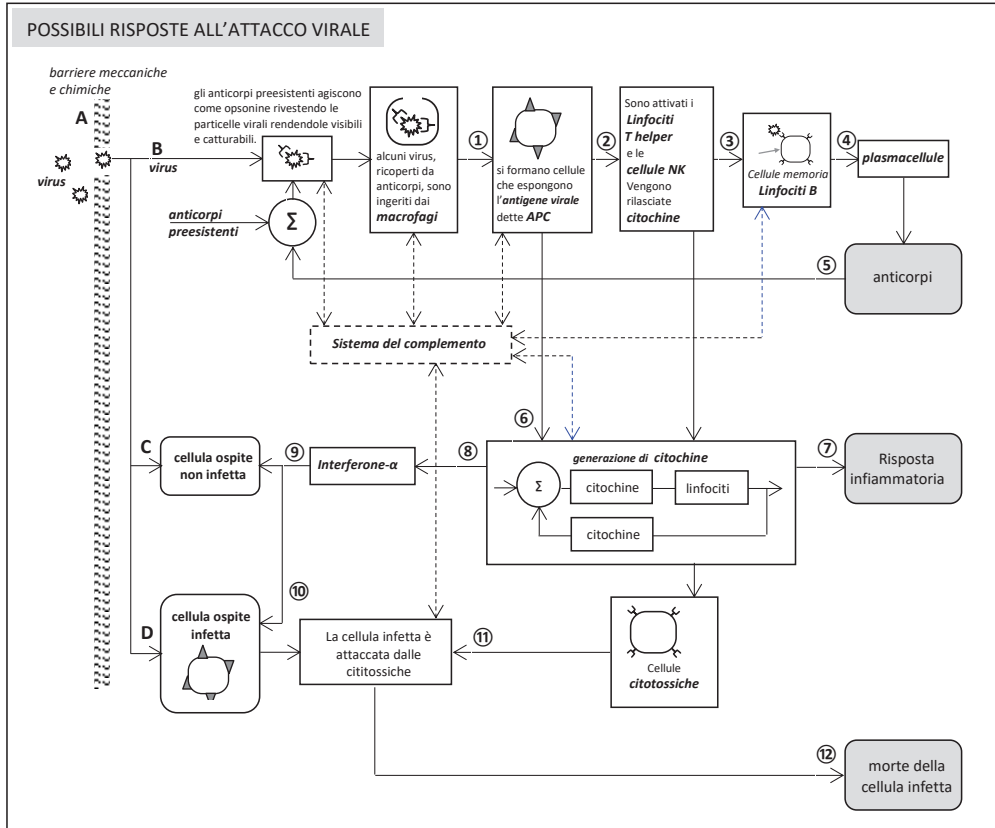 POSSIBILI RISPOSTE ALL'ATTACCO VIRALE
barriere meccaniche
e chimiche
A
virus
B
virus
gli anticorpi preesistenti agiscono
come opsonine rivestendo le
particelle virali rendendole visibili
e catturabili.
anticorpi
preesistenti
Σ
alcuni virus,
ricoperti da
anticorpi, sono
ingeriti dai
macrofagi
①
si formano cellule
che espongono
l'antigene virale
dette APC
②
Sono attivati i
Linfociti
T helper
e le
cellule NK
Vengono
rilasciate
citochine
③
Cellule memoria
Linfociti B
④
plasmacellule
⑤
anticorpi
Sistema del complemento
⑥
C
cellula ospite
non infetta
⑨
Interferone-α
⑧
generazione di citochine
Σ
citochine
linfociti
citochine
⑦
Risposta
infiammatoria
⑩
D
cellula ospite
infetta
La cellula infetta è
attaccata dalle
cititossiche
⑪
Cellule
citotossiche
⑫
morte della
cellula infetta